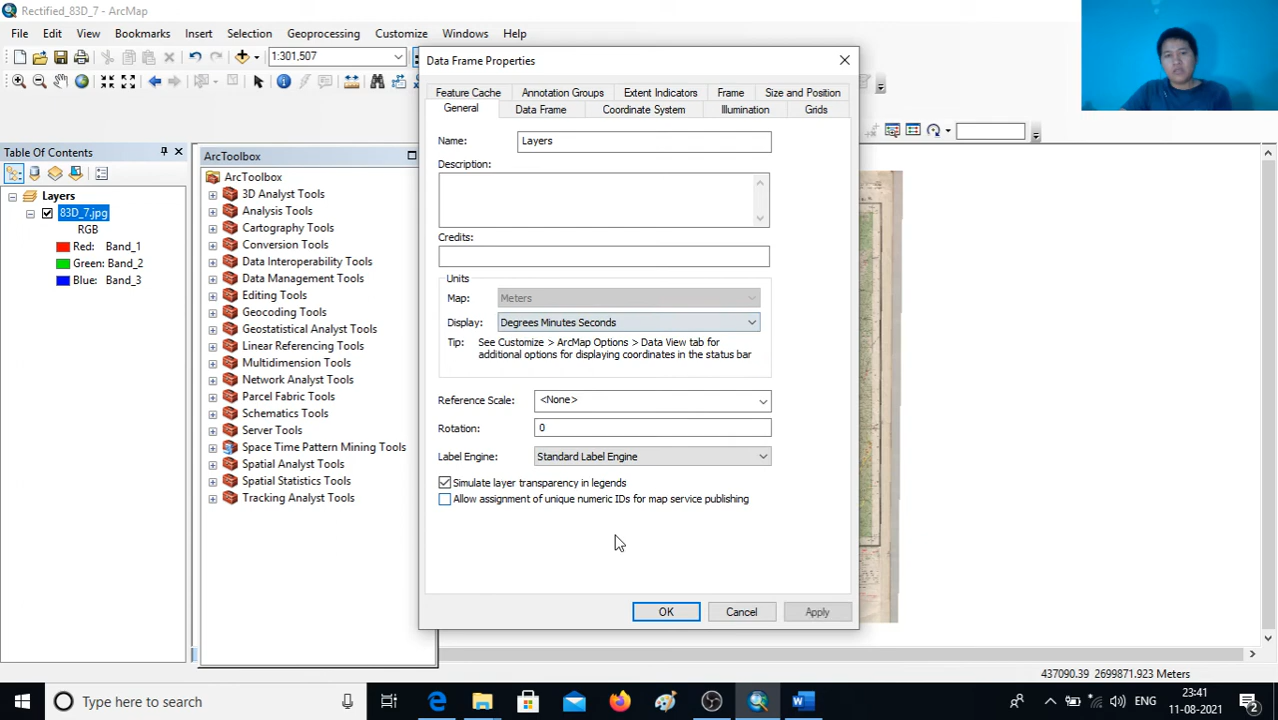 Rectified_83D_7 - ArcMap
File Edit View Bookmarks Insert Selection Geoprocessing Customize Windows Help
1:301,507
Data Frame Properties
Feature Cache Annotation Groups Extent Indicators Frame Size and Position
General Data Frame Coordinate System Illumination Grids
Name: Layers
Description:
Credits:
Units
Map: Meters
Display: Degrees Minutes Seconds
Tip: See Customize > ArcMap Options > Data View tab for
additional options for displaying coordinates in the status bar
Reference Scale: <None>
Rotation: 0
Label Engine: Standard Label Engine
Simulate layer transparency in legends
Allow assignment of unique numeric IDs for map service publishing
OK Cancel Apply
Table Of Contents
Layers
83D_7.jpg
RGB
Red: Band_1
Green: Band_2
Blue: Band_3
ArcToolbox
ArcToolbox
3D Analyst Tools
Analysis Tools
Cartography Tools
Conversion Tools
Data Interoperability Tools
Data Management Tools
Editing Tools
Geocoding Tools
Geostatistical Analyst Tools
Linear Referencing Tools
Multidimension Tools
Network Analyst Tools
Parcel Fabric Tools
Schematics Tools
Server Tools
Space Time Pattern Mining Tools
Spatial Analyst Tools
Spatial Statistics Tools
Tracking Analyst Tools
437090.39 2699871.923 Meters
Type here to search
ENG
23:41
11-08-2021
2